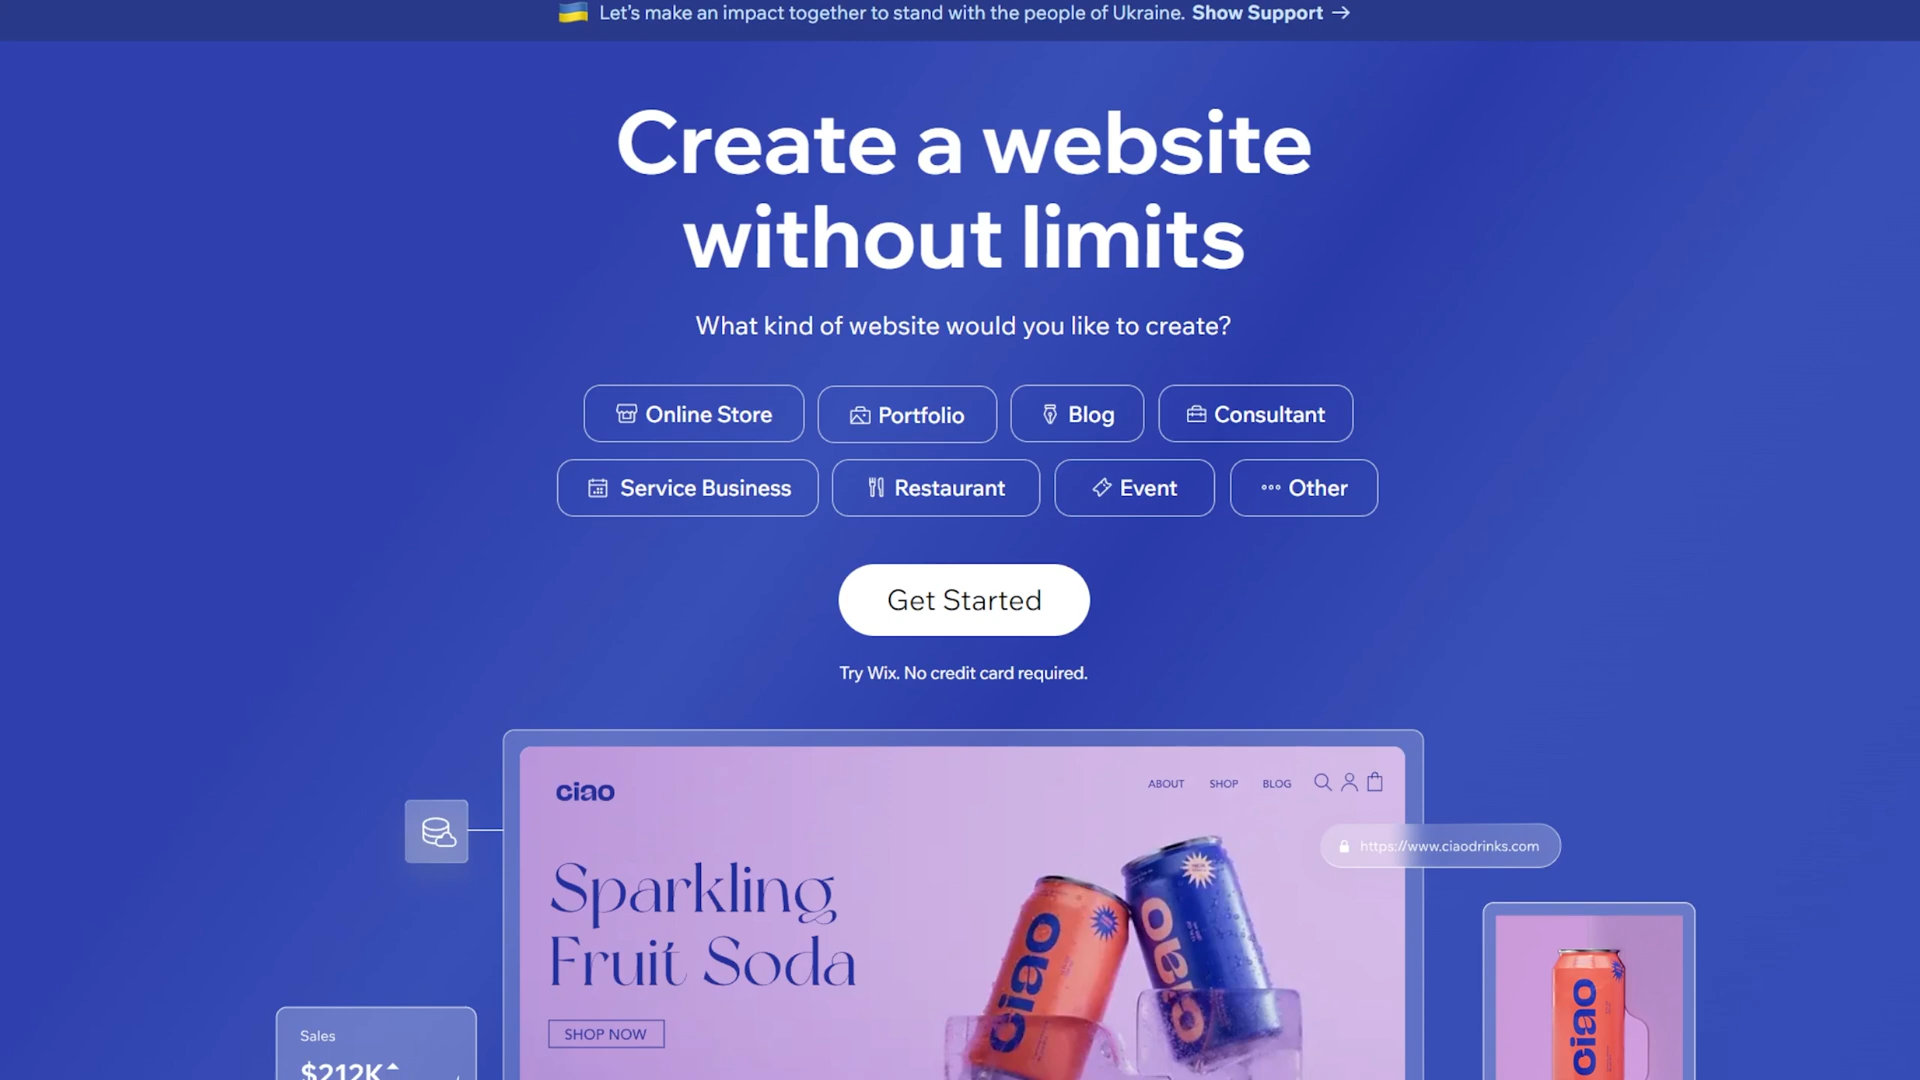 Let's make an impact together to stand with the people of Ukraine. Show Support →
Create a website
without limits
What kind of website would you like to create?
Online Store
Portfolio
Blog
Consultant
Service Business
Restaurant
Event
Other
Get Started
Try Wix. No credit card required.
ciao
ABOUT
SHOP
BLOG
https://www.ciaodrinks.com
Sparkling
Fruit Soda
SHOP NOW
ciao
ciao
ciao
Sales
$212K